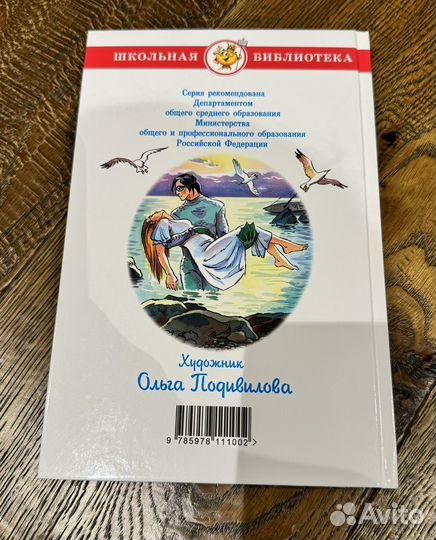 ШКОЛЬНАЯ БИБЛИОТЕКА
Серия рекомендована
Департаментом
общего среднего образования
Министерства
общего и профессионального образования
Российской Федерации
Художник
Ольга Подивилова
9 785978 111002 >
Avito